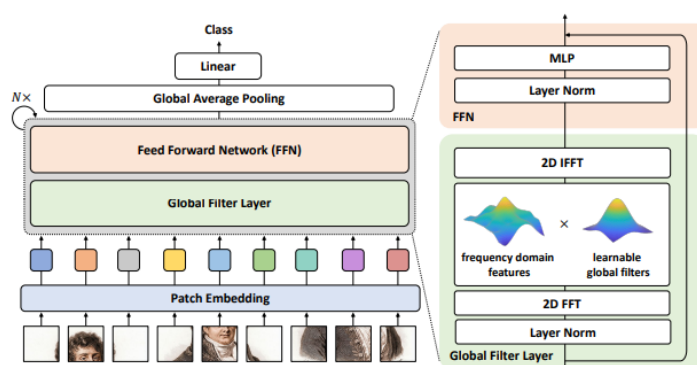 Class
Linear
N×
Global Average Pooling
Feed Forward Network (FFN)
Global Filter Layer
Patch Embedding
MLP
Layer Norm
FFN
2D IFFT
×
frequency domain
features
learnable
global filters
2D FFT
Layer Norm
Global Filter Layer